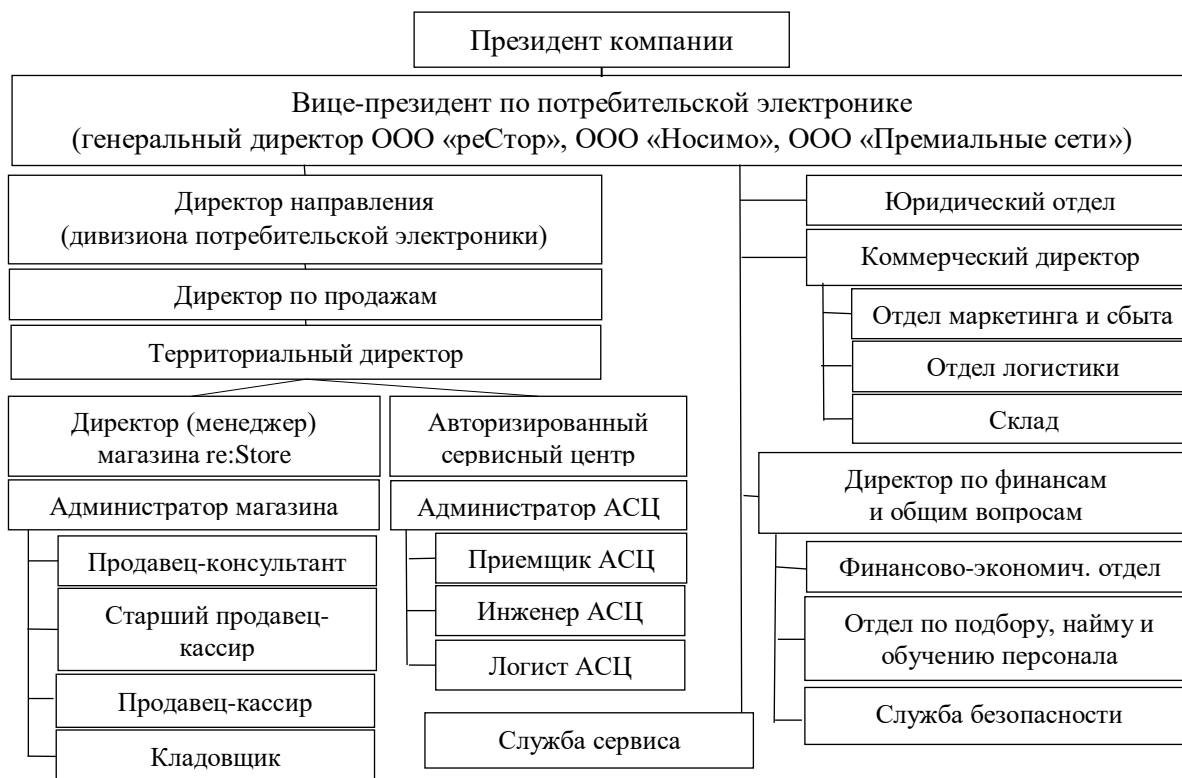 Президент компании
Вице-президент по потребительской электронике
(генеральный директор ООО «реСтор», ООО «Носимо», ООО «Премиальные сети»)
Директор направления
(дивизиона потребительской электроники)
Директор по продажам
Территориальный директор
Директор (менеджер)
магазина re:Store
Администратор магазина
Продавец-консультант
Старший продавец-
кассир
Продавец-кассир
Кладовщик
Авторизированный
сервисный центр
Администратор АСЦ
Приемщик АСЦ
Инженер АСЦ
Логист АСЦ
Служба сервиса
Юридический отдел
Коммерческий директор
Отдел маркетинга и сбыта
Отдел логистики
Склад
Директор по финансам
и общим вопросам
Финансово-экономич. отдел
Отдел по подбору, найму и
обучению персонала
Служба безопасности